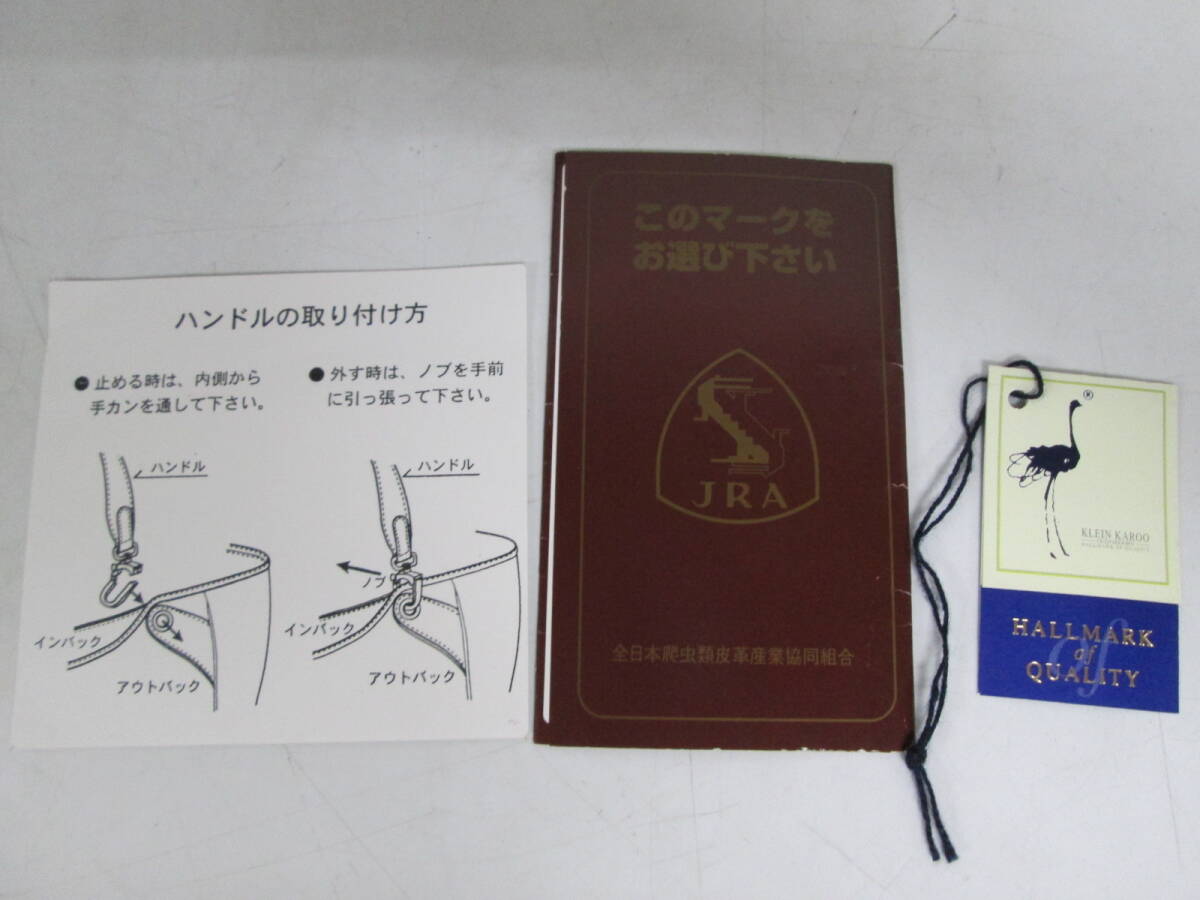 ハンドルの取り付け方
● 止める時は、内側から
手カンを通して下さい。
● 外す時は、ノブを手前
に引っ張って下さい。
ハンドル
インバック
アウトバック
ハンドル
ノブ
インバック
アウトバック
このマークを
お選び下さい
JRA
全日本爬虫類皮革産業協同組合
®
KLEIN KAROO
HALLMARK
of
QUALITY